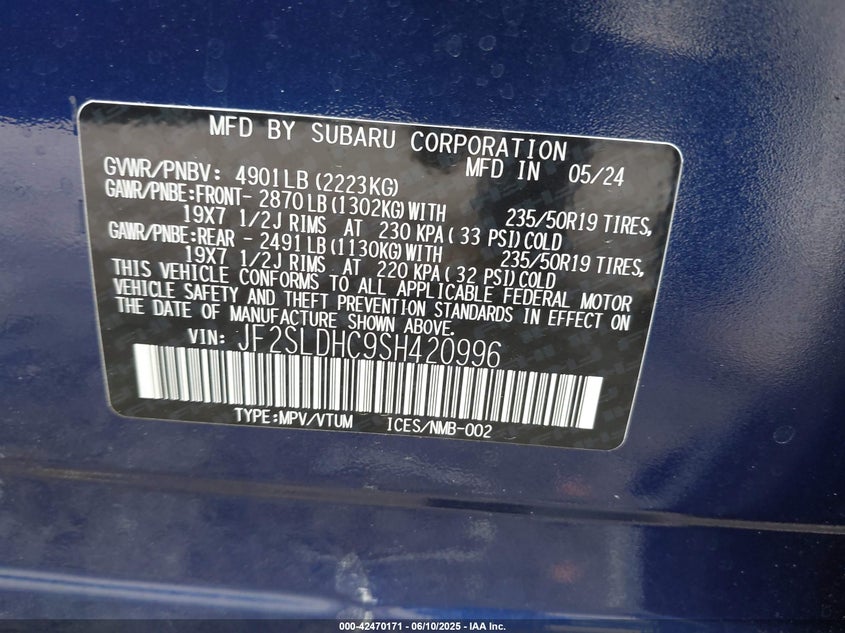 MFD BY SUBARU CORPORATION
GVWR/PNBV: 4901LB(2223KG) MFD IN 05/24
GAWR/PNBE:FRONT- 2870LB(1302KG)WITH 235/50R19 TIRES,
19X7 1/2J RIMS AT 230 KPA( 33 PSI)COLD
GAWR/PNBE:REAR - 2491LB(1130KG)WITH 235/50R19 TIRES,
19X7 1/2J RIMS AT 220 KPA( 32 PSI)COLD
THIS VEHICLE CONFORMS TO ALL APPLICABLE FEDERAL MOTOR
VEHICLE SAFETY AND THEFT PREVENTION STANDARDS IN EFFECT ON
THE DATE OF MANUFACTURE SHOWN ABOVE.
VIN: JF2SLDHC9SH420996
TYPE:MPV/VTUM ICES/NMB-002
000-42470171 - 06/10/2025 - IAA Inc.